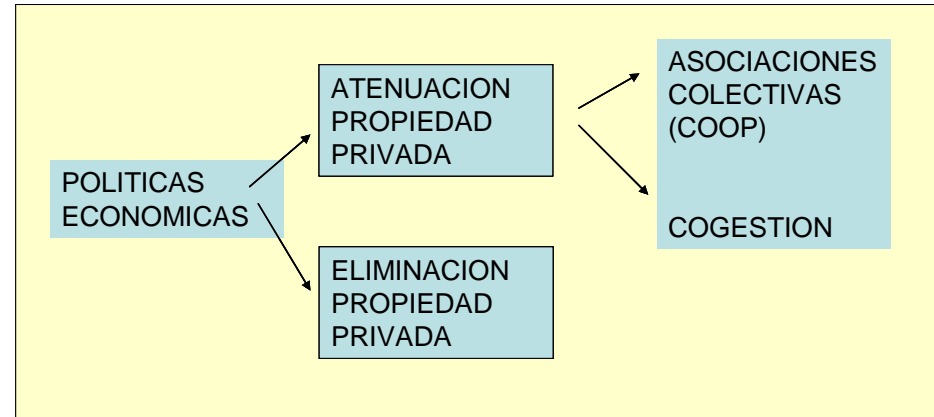 POLITICAS
ECONOMICAS
ATENUACION
PROPIEDAD
PRIVADA
ELIMINACION
PROPIEDAD
PRIVADA
ASOCIACIONES
COLECTIVAS
(COOP)
COGESTION